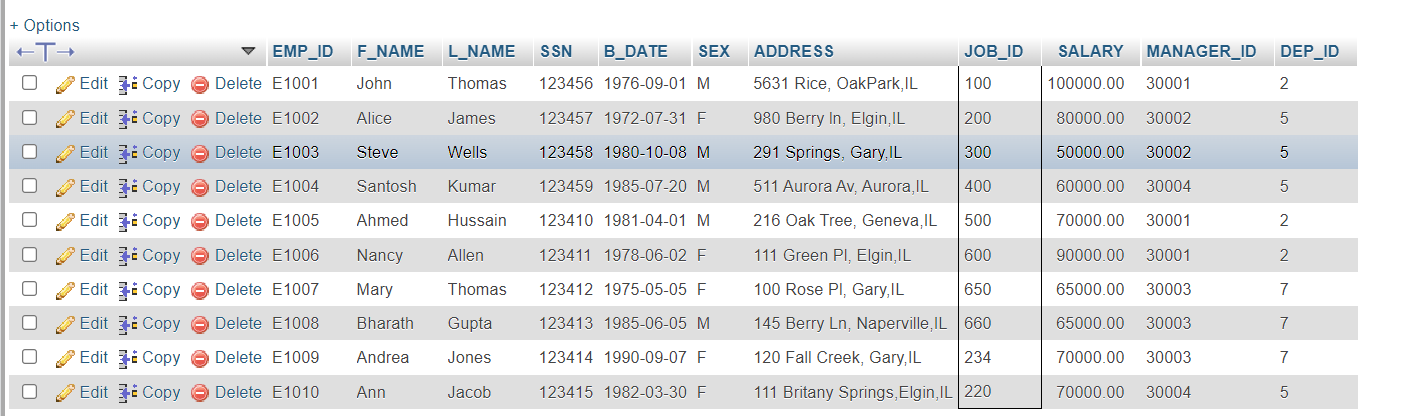 + Options
←T→ EMP_ID F_NAME L_NAME SSN B_DATE SEX ADDRESS JOB_ID SALARY MANAGER_ID DEP_ID
Edit Copy Delete E1001 John Thomas 123456 1976-09-01 M 5631 Rice, OakPark,IL 100 100000.00 30001 2
Edit Copy Delete E1002 Alice James 123457 1972-07-31 F 980 Berry ln, Elgin,IL 200 80000.00 30002 5
Edit Copy Delete E1003 Steve Wells 123458 1980-10-08 M 291 Springs, Gary,IL 300 50000.00 30002 5
Edit Copy Delete E1004 Santosh Kumar 123459 1985-07-20 M 511 Aurora Av, Aurora,IL 400 60000.00 30004 5
Edit Copy Delete E1005 Ahmed Hussain 123410 1981-04-01 M 216 Oak Tree, Geneva,IL 500 70000.00 30001 2
Edit Copy Delete E1006 Nancy Allen 123411 1978-06-02 F 111 Green Pl, Elgin,IL 600 90000.00 30001 2
Edit Copy Delete E1007 Mary Thomas 123412 1975-05-05 F 100 Rose Pl, Gary,IL 650 65000.00 30003 7
Edit Copy Delete E1008 Bharath Gupta 123413 1985-06-05 M 145 Berry Ln, Naperville,IL 660 65000.00 30003 7
Edit Copy Delete E1009 Andrea Jones 123414 1990-09-07 F 120 Fall Creek, Gary,IL 234 70000.00 30003 7
Edit Copy Delete E1010 Ann Jacob 123415 1982-03-30 F 111 Britany Springs,Elgin,IL 220 70000.00 30004 5